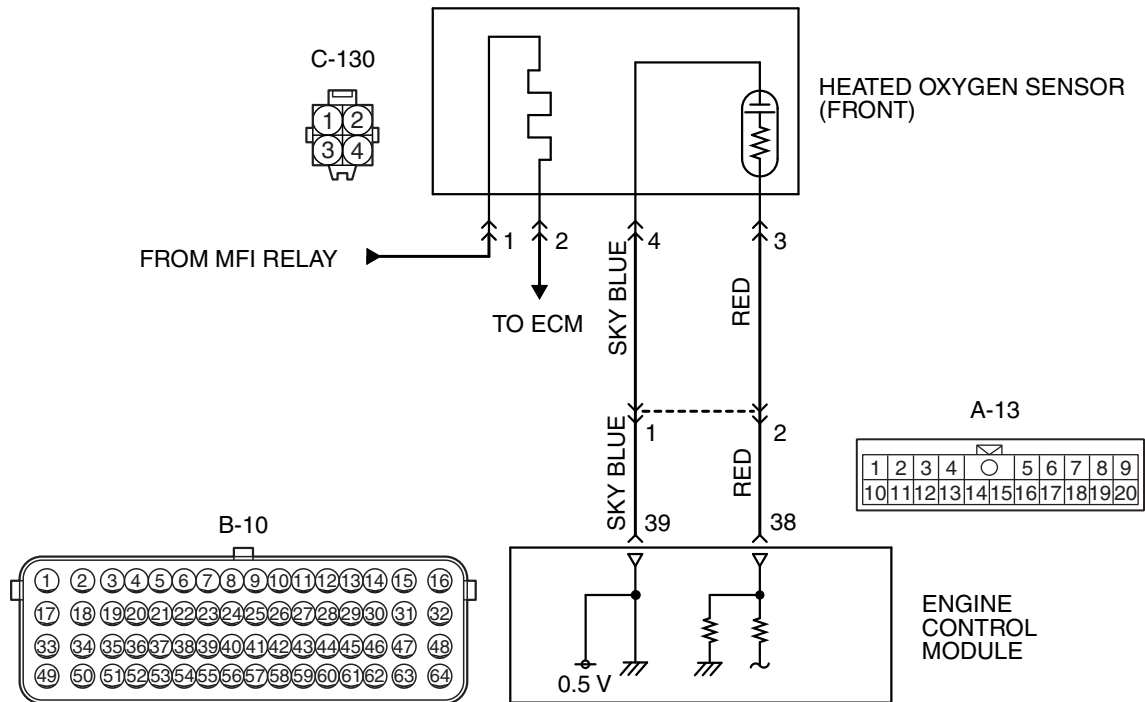 C-130
1 2
3 4
HEATED OXYGEN SENSOR
(FRONT)
1 2 4 3
FROM MFI RELAY
TO ECM
SKY BLUE
RED
1 2
SKY BLUE
RED
39 38
A-13
1 2 3 4 5 6 7 8 9
10 11 12 13 14 15 16 17 18 19 20
B-10
1 2 3 4 5 6 7 8 9 10 11 12 13 14 15 16
17 18 19 20 21 22 23 24 25 26 27 28 29 30 31 32
33 34 35 36 37 38 39 40 41 42 43 44 45 46 47 48
49 50 51 52 53 54 55 56 57 58 59 60 61 62 63 64
0.5 V
ENGINE
CONTROL
MODULE